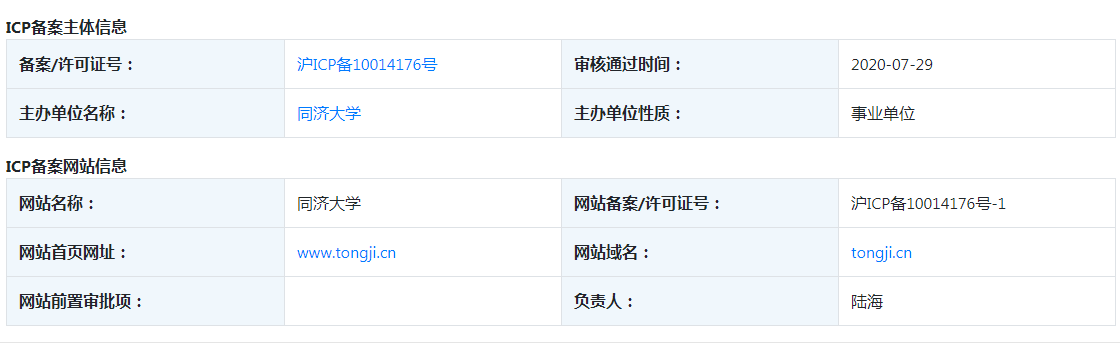 ICP备案主体信息
备案/许可证号： 沪ICP备10014176号 审核通过时间： 2020-07-29
主办单位名称： 同济大学 主办单位性质： 事业单位
ICP备案网站信息
网站名称： 同济大学 网站备案/许可证号： 沪ICP备10014176号-1
网站首页网址： www.tongji.cn 网站域名： tongji.cn
网站前置审批项： 负责人： 陆海